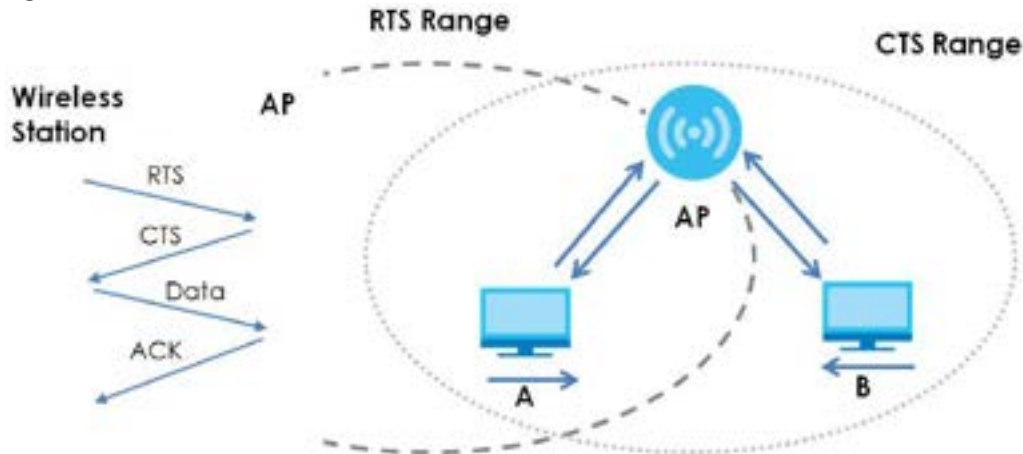 RTS Range
CTS Range
Wireless
Station
AP
RTS
CTS
Data
ACK
AP
A
B